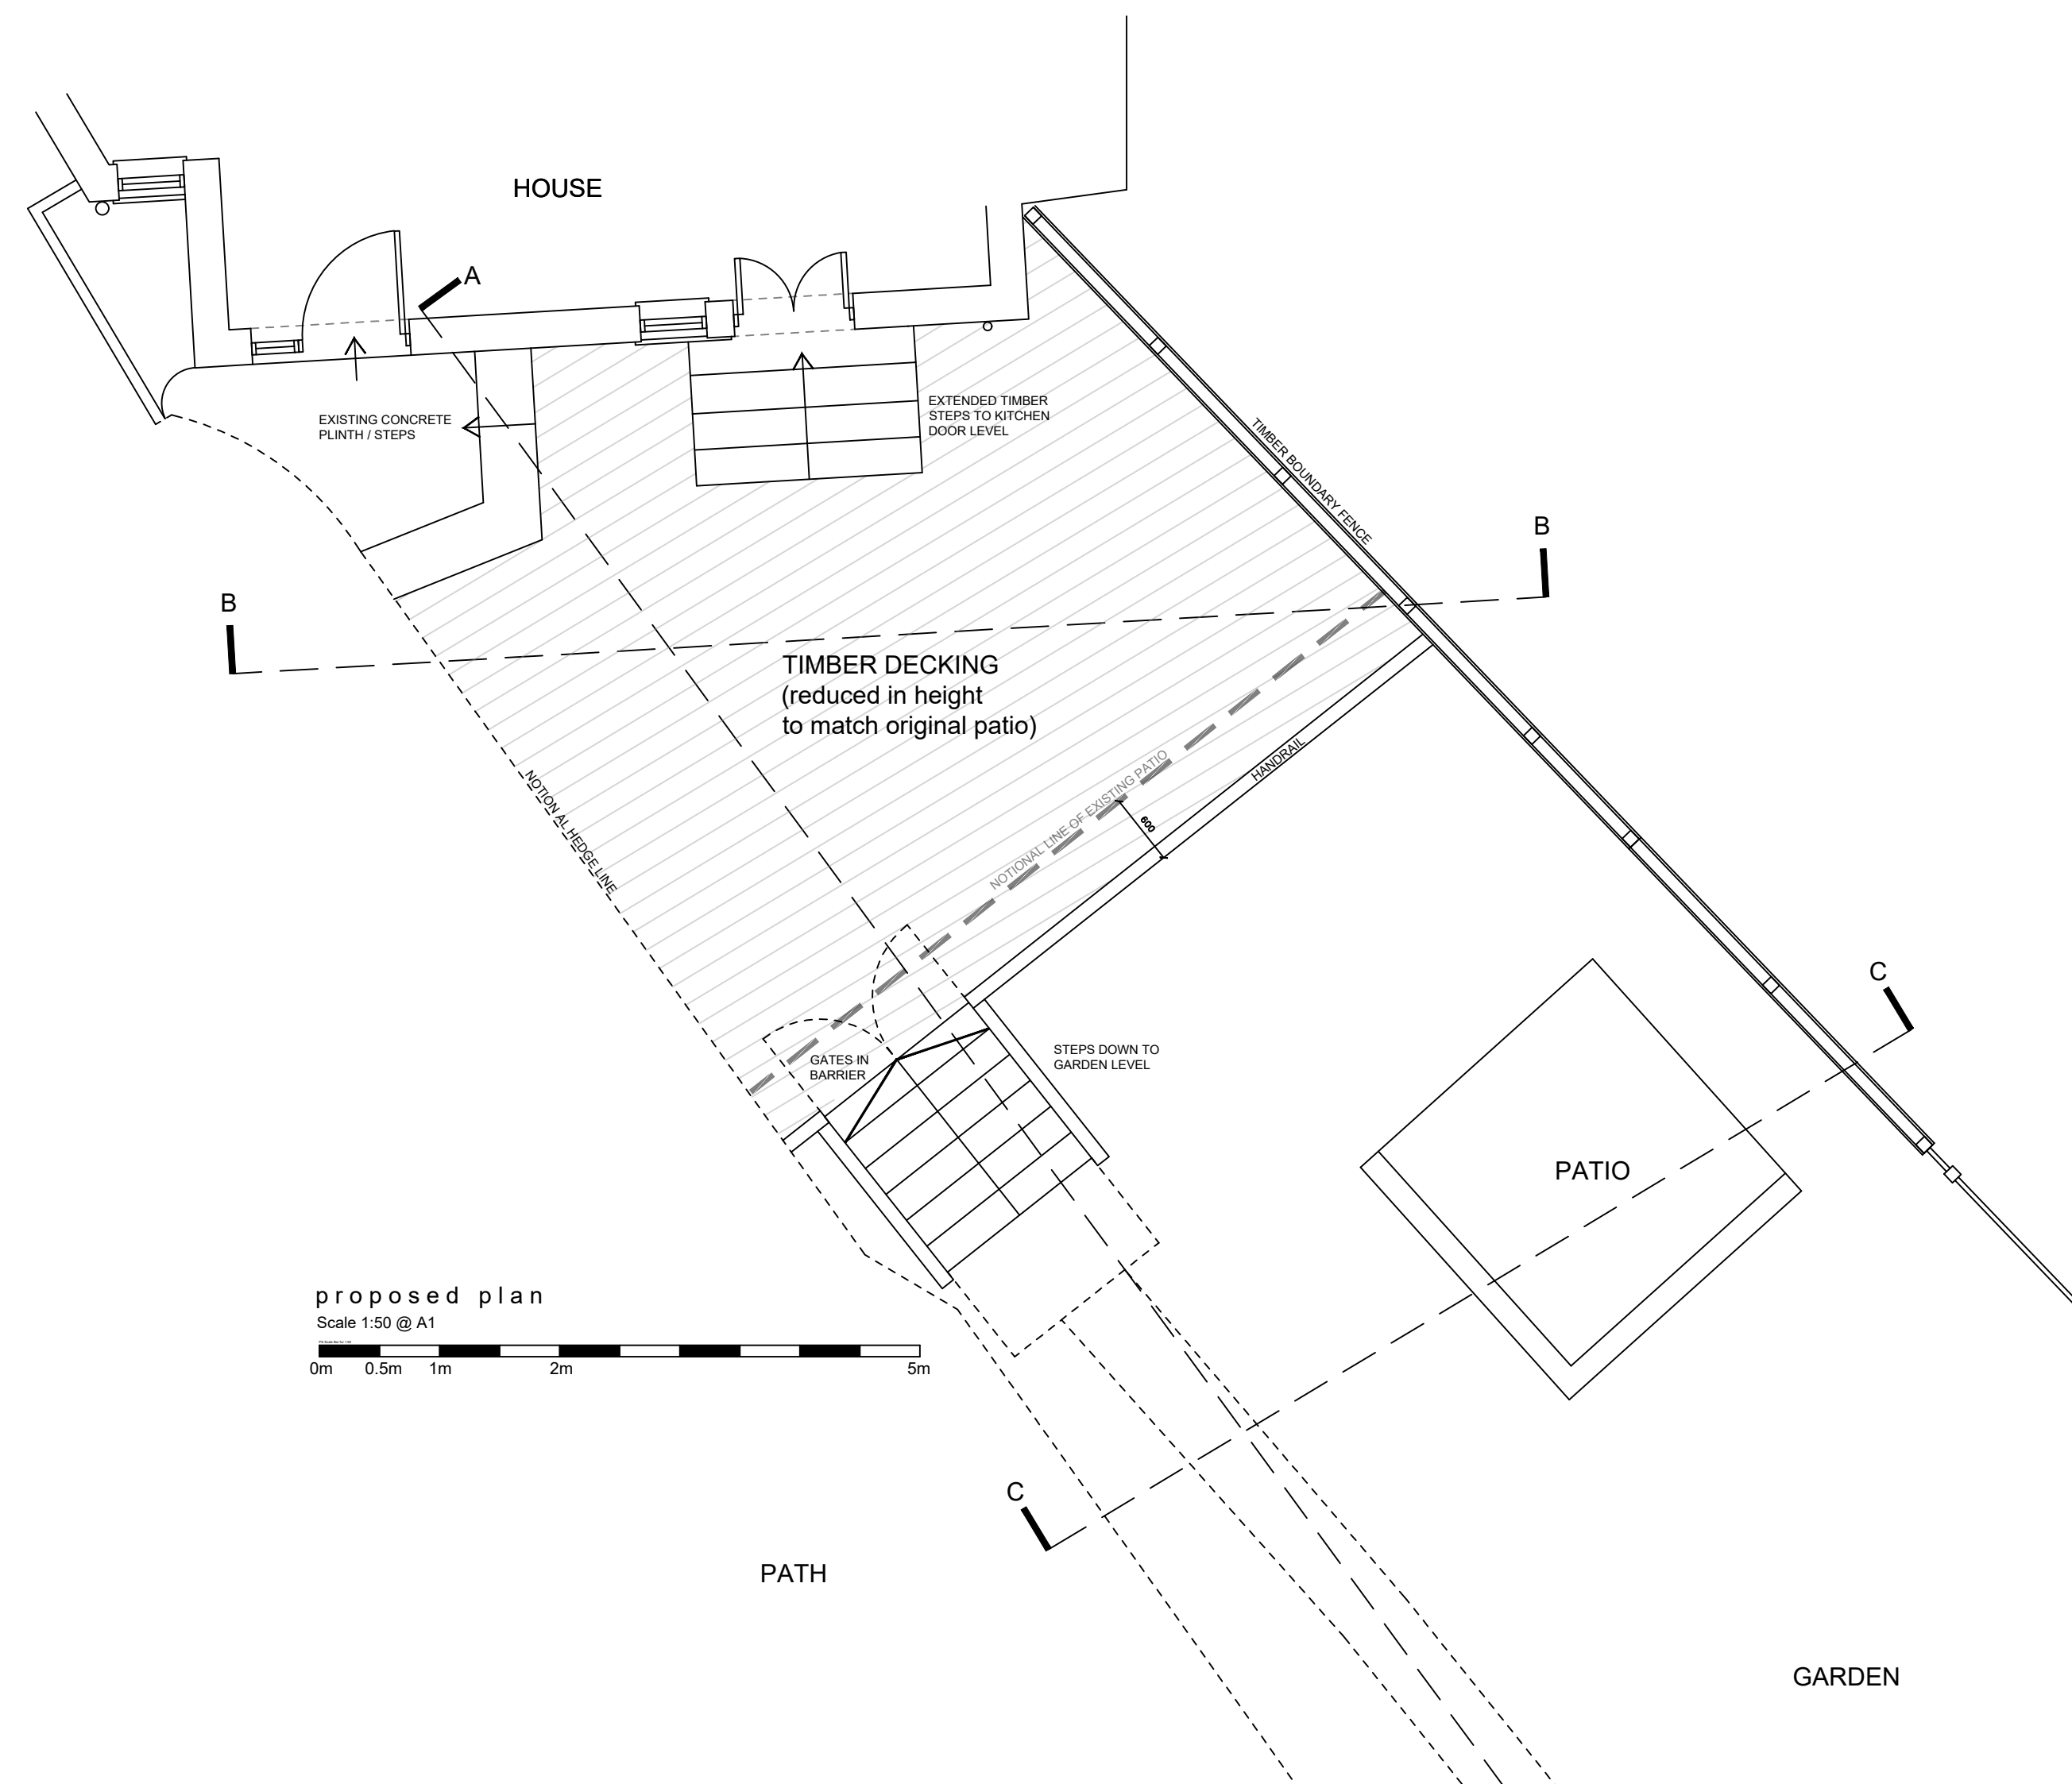 HOUSE
A
EXISTING CONCRETE
PLINTH / STEPS
EXTENDED TIMBER
STEPS TO KITCHEN
DOOR LEVEL
TIMBER BOUNDARY FENCE
B
B
TIMBER DECKING
(reduced in height
to match original patio)
NOTIONAL HEDGE LINE
NOTIONAL LINE OF EXISTING PATIO
HANDRAIL
600
C
GATES IN
BARRIER
STEPS DOWN TO
GARDEN LEVEL
PATIO
proposed plan
Scale 1:50 @ A1
0m 0.5m 1m 2m 5m
C
PATH
GARDEN